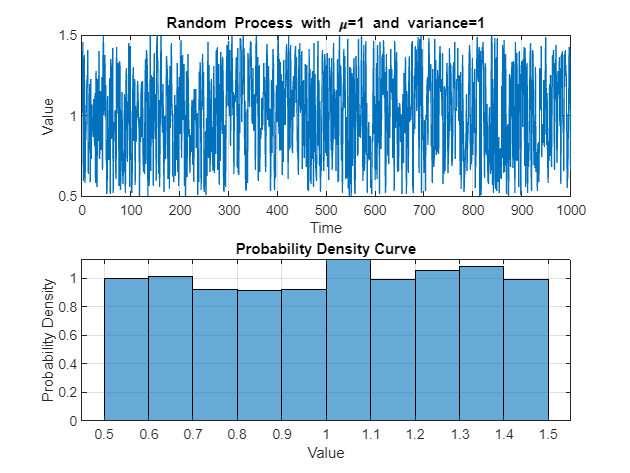 Random Process with μ=1 and variance=1
Value
1.5
1
0.5
0 100 200 300 400 500 600 700 800 900 1000
Time
Probability Density Curve
Probability Density
1
0.8
0.6
0.4
0.2
0
0.5 0.6 0.7 0.8 0.9 1 1.1 1.2 1.3 1.4 1.5
Value